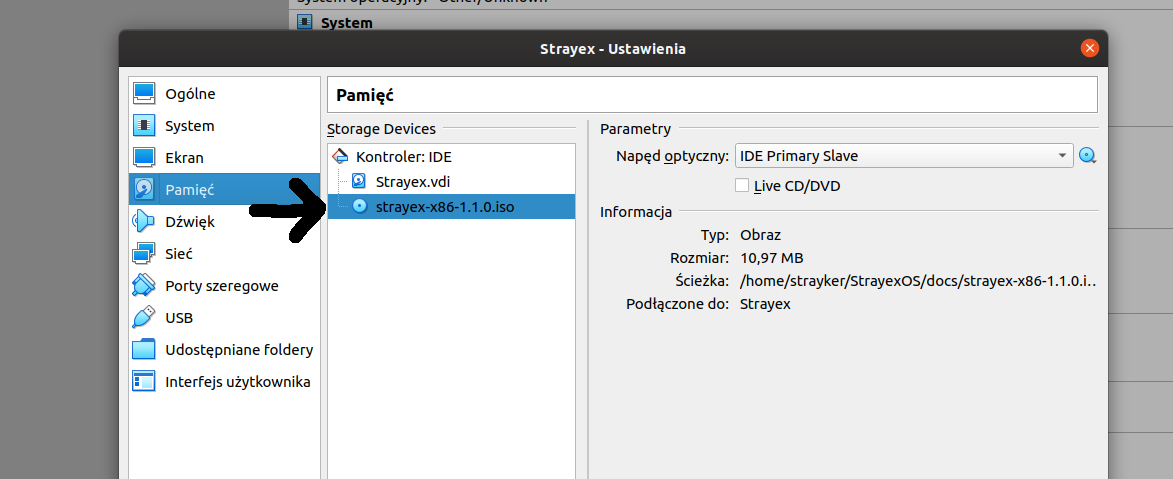 System operacyjny: Other/Unknown
System
Strayex - Ustawienia
Ogólne
System
Ekran
Pamięć
Dźwięk
Sieć
Porty szeregowe
USB
Udostępniane foldery
Interfejs użytkownika
Pamięć
Storage Devices
Kontroler: IDE
Strayex.vdi
strayex-x86-1.1.0.iso
Parametry
Napęd optyczny: IDE Primary Slave
Live CD/DVD
Informacja
Typ: Obraz
Rozmiar: 10,97 MB
Ścieżka: /home/strayker/StrayexOS/docs/strayex-x86-1.1.0.i..
Podłączone do: Strayex